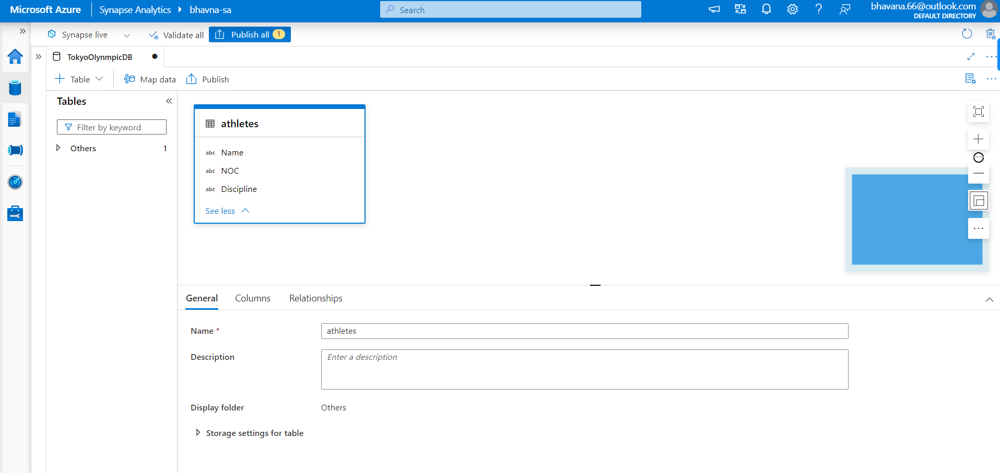 Microsoft Azure
Synapse Analytics
bhavna-sa
Search
bhavana.66@outlook.com
DEFAULT DIRECTORY
Synapse live
Validate all
Publish all 1
TokyoOlynmpicDB
Table
Map data
Publish
Tables
Filter by keyword
Others 1
athletes
abc Name
abc NOC
abc Discipline
See less
General
Columns
Relationships
Name *
athletes
Description
Enter a description
Display folder
Others
Storage settings for table